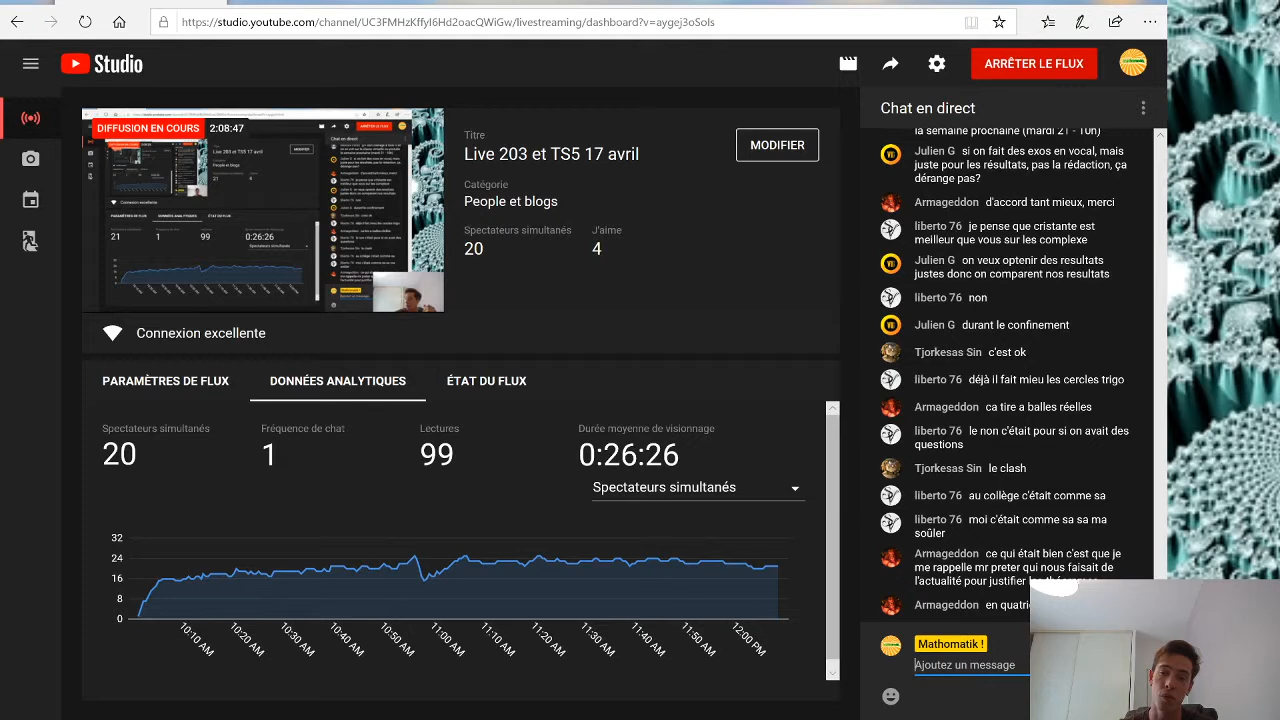 https://studio.youtube.com/channel/UC3FMHzKffyI6Hd2oacQWiGw/livestreaming/dashboard?v=aygej3oSoIs
Studio
ARRÊTER LE FLUX
DIFFUSION EN COURS 2:08:47
Titre
Live 203 et TS5 17 avril
MODIFIER
Catégorie
People et blogs
Spectateurs simultanés
J'aime
20
4
Connexion excellente
PARAMÈTRES DE FLUX
DONNÉES ANALYTIQUES
ÉTAT DU FLUX
Spectateurs simultanés
Fréquence de chat
Lectures
Durée moyenne de visionnage
20
1
99
0:26:26
Spectateurs simultanés
32
24
16
8
0
10:10 AM
10:20 AM
10:30 AM
10:40 AM
10:50 AM
11:00 AM
11:10 AM
11:20 AM
11:30 AM
11:40 AM
11:50 AM
12:00 PM
Chat en direct
Julien G si on fait des exos en vocal, mais
juste pour les résultats, pas la rédaction, ça
dérange pas?
Armageddon d'accord tant mieux, merci
liberto 76 je pense que constante est
meilleur que vous sur les complxe
Julien G on veux optenir des resultats
justes donc on comparent nos resultats
liberto 76 non
Julien G durant le confinement
Tjorkesas Sin c'est ok
liberto 76 déjà il fait mieu les cercles trigo
Armageddon ca tire a balles réelles
liberto 76 le non c'était pour si on avait des
questions
Tjorkesas Sin le clash
liberto 76 au collège c'était comme sa
liberto 76 moi c'était comme sa sa ma
soûler
Armageddon ce qui était bien c'est que je
me rappelle mr preter qui nous faisait de
l'actualité pour justifier les
Armageddon en
Mathomatik !
Ajoutez un message